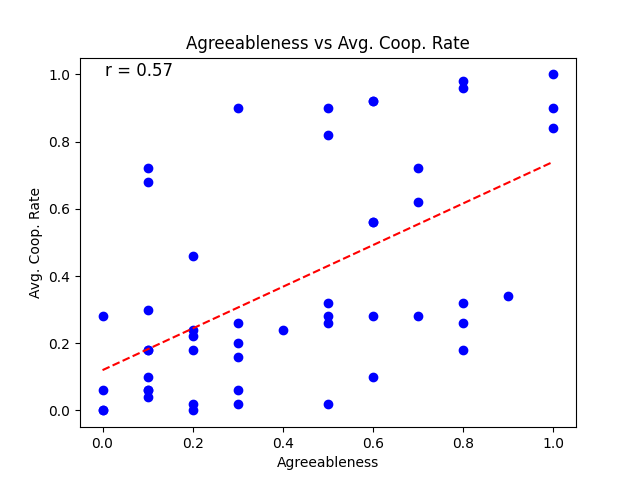 Agreeableness vs Avg. Coop. Rate
r = 0.57
1.0
0.8
0.6
0.4
0.2
0.0
Avg. Coop. Rate
0.0 0.2 0.4 0.6 0.8 1.0
Agreeableness